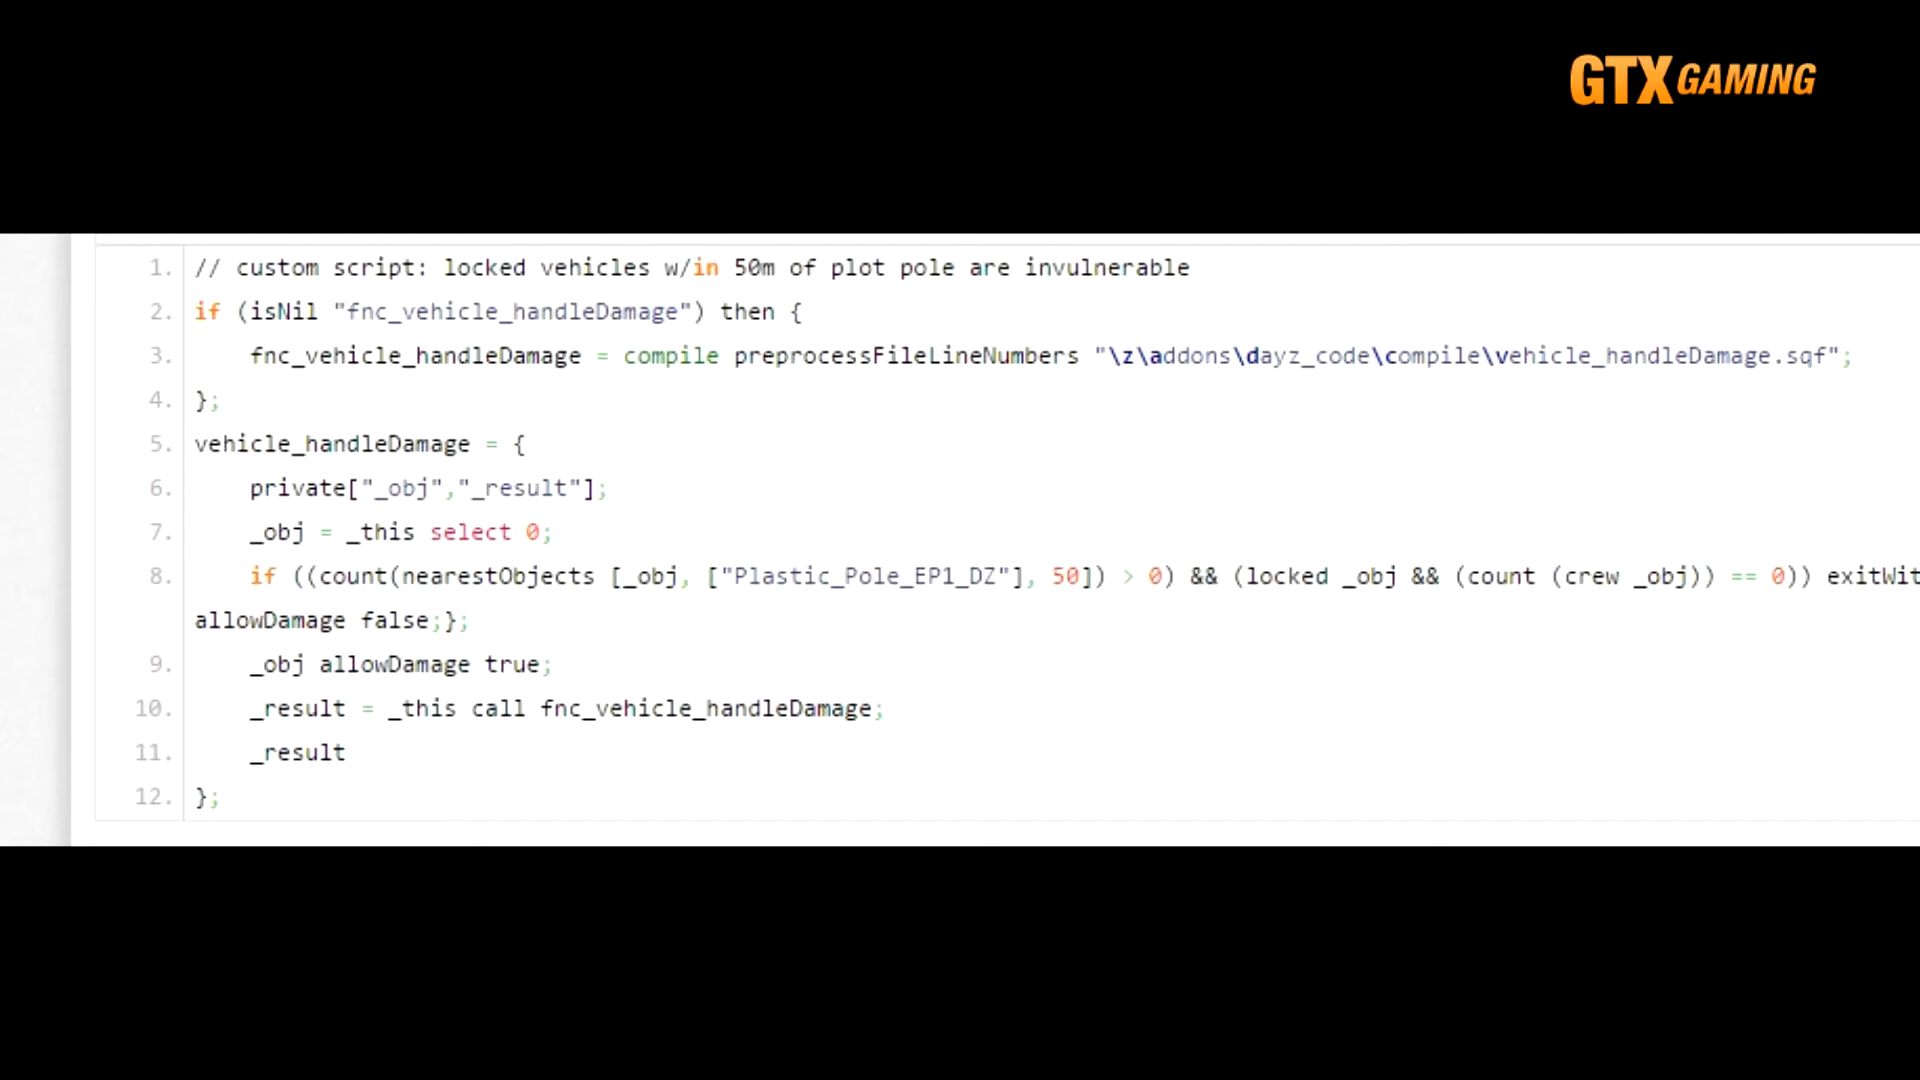 GTX GAMING
1. // custom script: locked vehicles w/in 50m of plot pole are invulnerable
2. if (isNil "fnc_vehicle_handleDamage") then {
3. fnc_vehicle_handleDamage = compile preprocessFileLineNumbers "\z\addons\dayz_code\compile\vehicle_handleDamage.sqf";
4. };
5. vehicle_handleDamage = {
6. private["_obj","_result"];
7. _obj = _this select 0;
8. if ((count(nearestObjects [_obj, ["Plastic_Pole_EP1_DZ"], 50]) > 0) && (locked _obj && (count (crew _obj)) == 0)) exitWit
allowDamage false;};
9. _obj allowDamage true;
10. _result = _this call fnc_vehicle_handleDamage;
11. _result
12. };